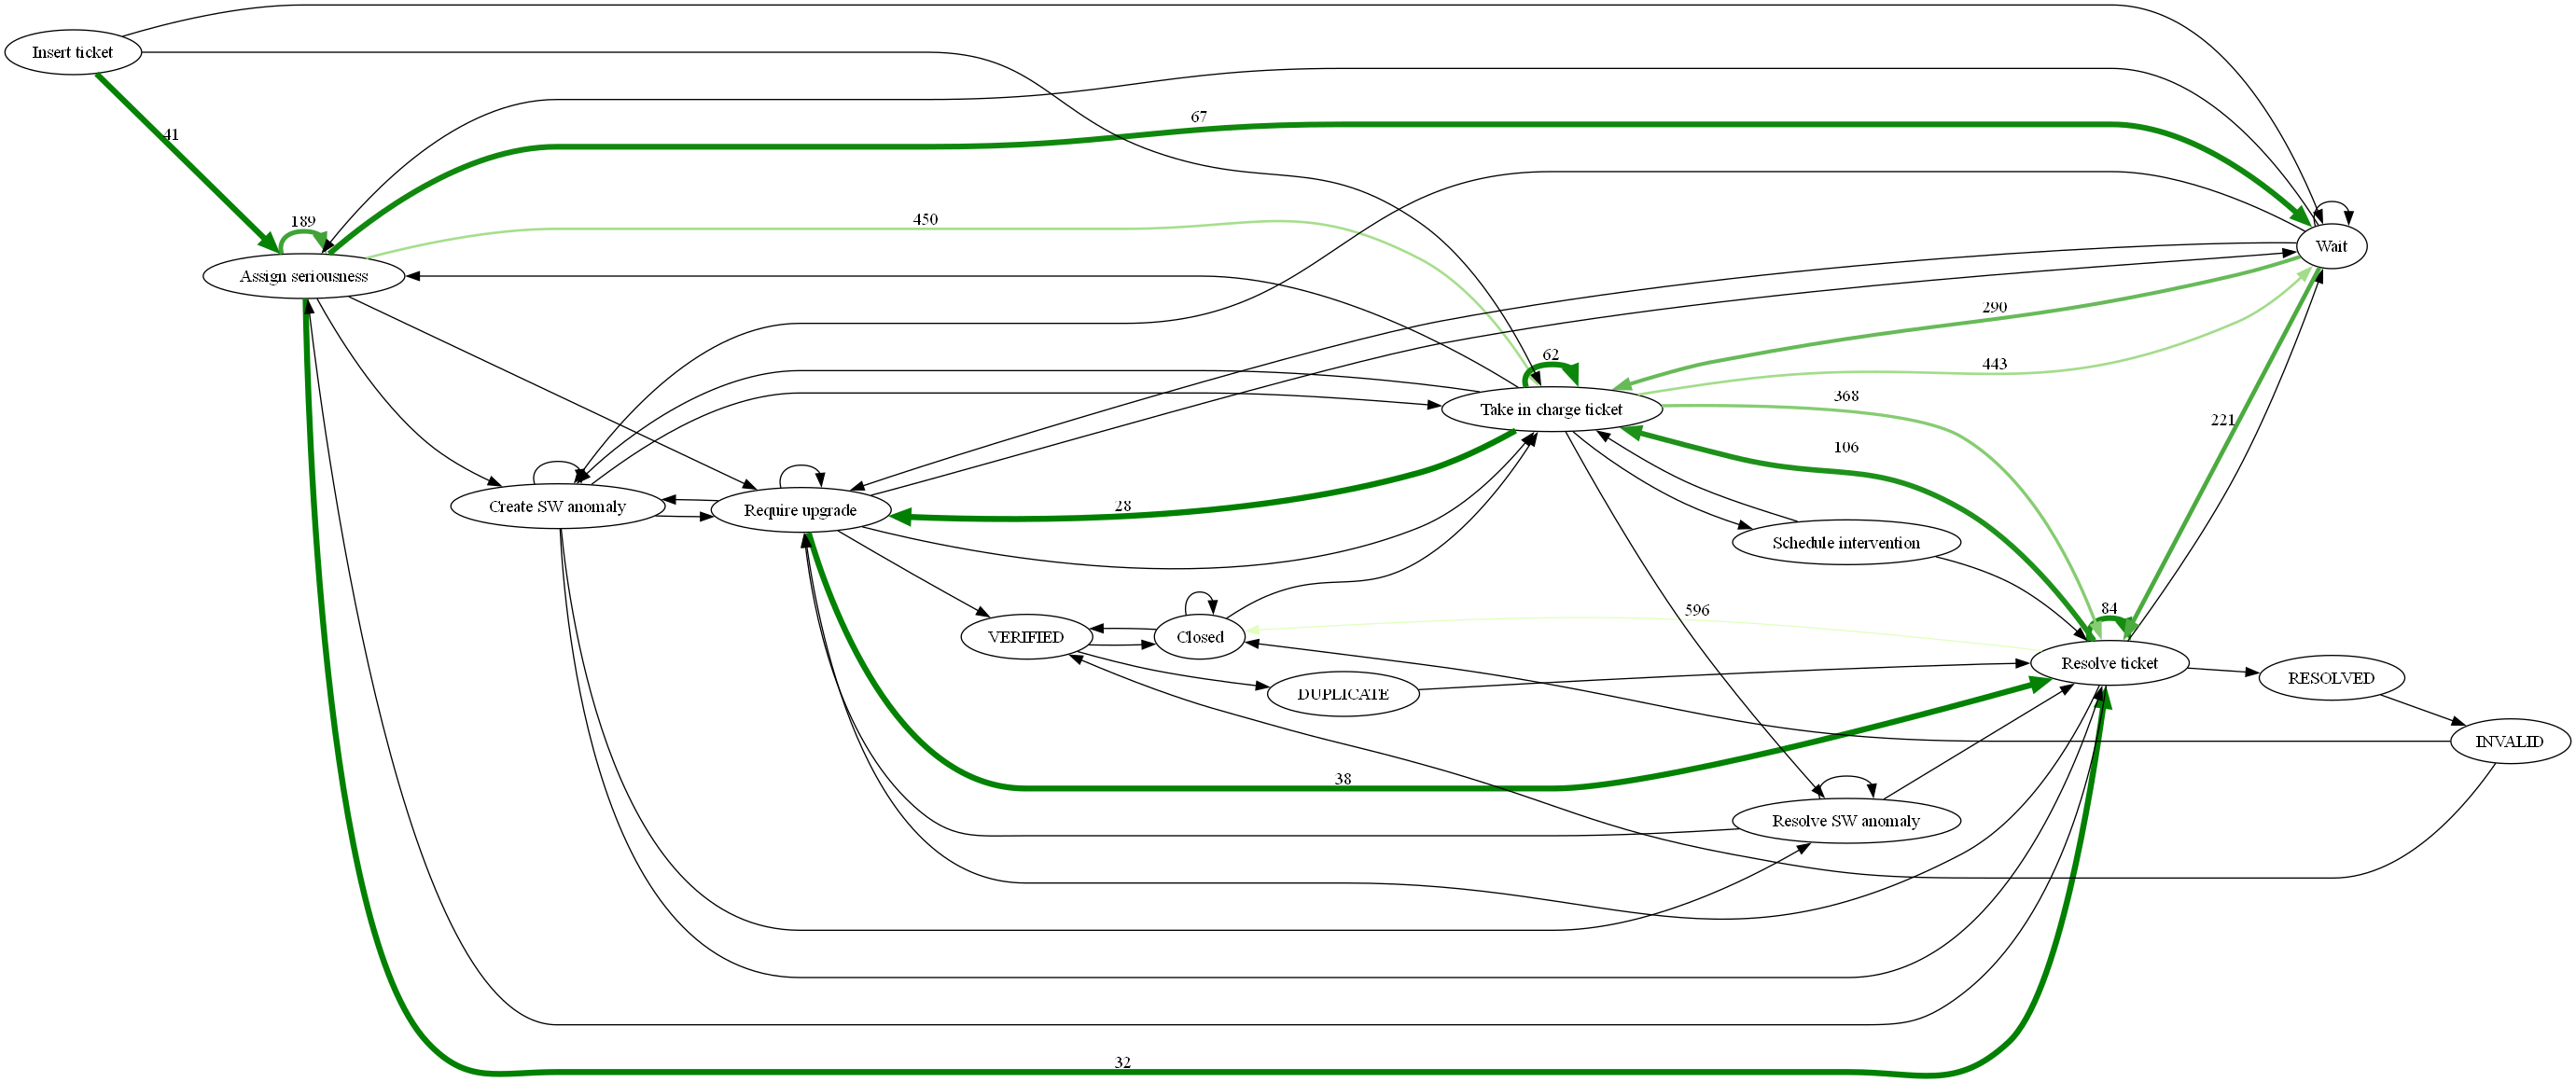 Insert ticket
67
41
189
450
Assign seriousness
Wait
290
62
443
368
Take in charge ticket
221
106
Create SW anomaly
Require upgrade
28
Schedule intervention
596
84
VERIFIED
Closed
Resolve ticket
DUPLICATE
RESOLVED
INVALID
38
Resolve SW anomaly
32